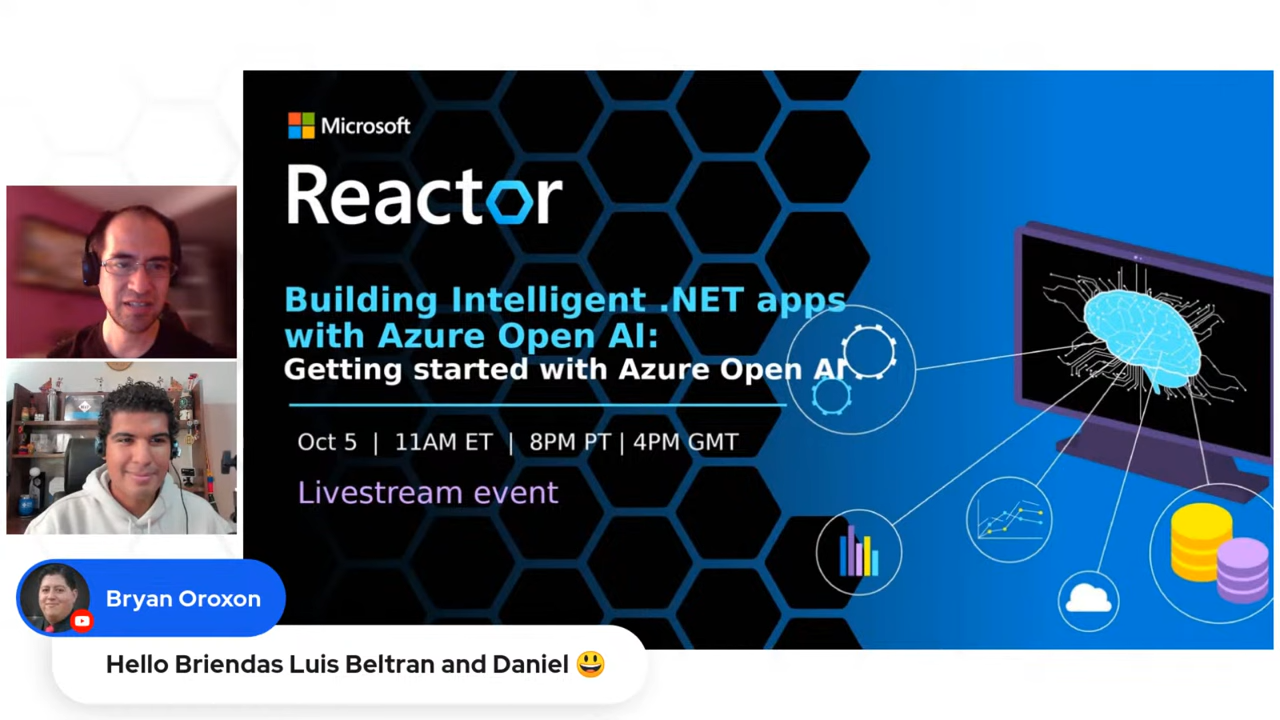 Microsoft
Reactor
Building Intelligent .NET apps
with Azure Open AI:
Getting started with Azure Open AI
Oct 5 | 11AM ET | 8PM PT | 4PM GMT
Livestream event
Bryan Oroxon
Hello Briendas Luis Beltran and Daniel 😃